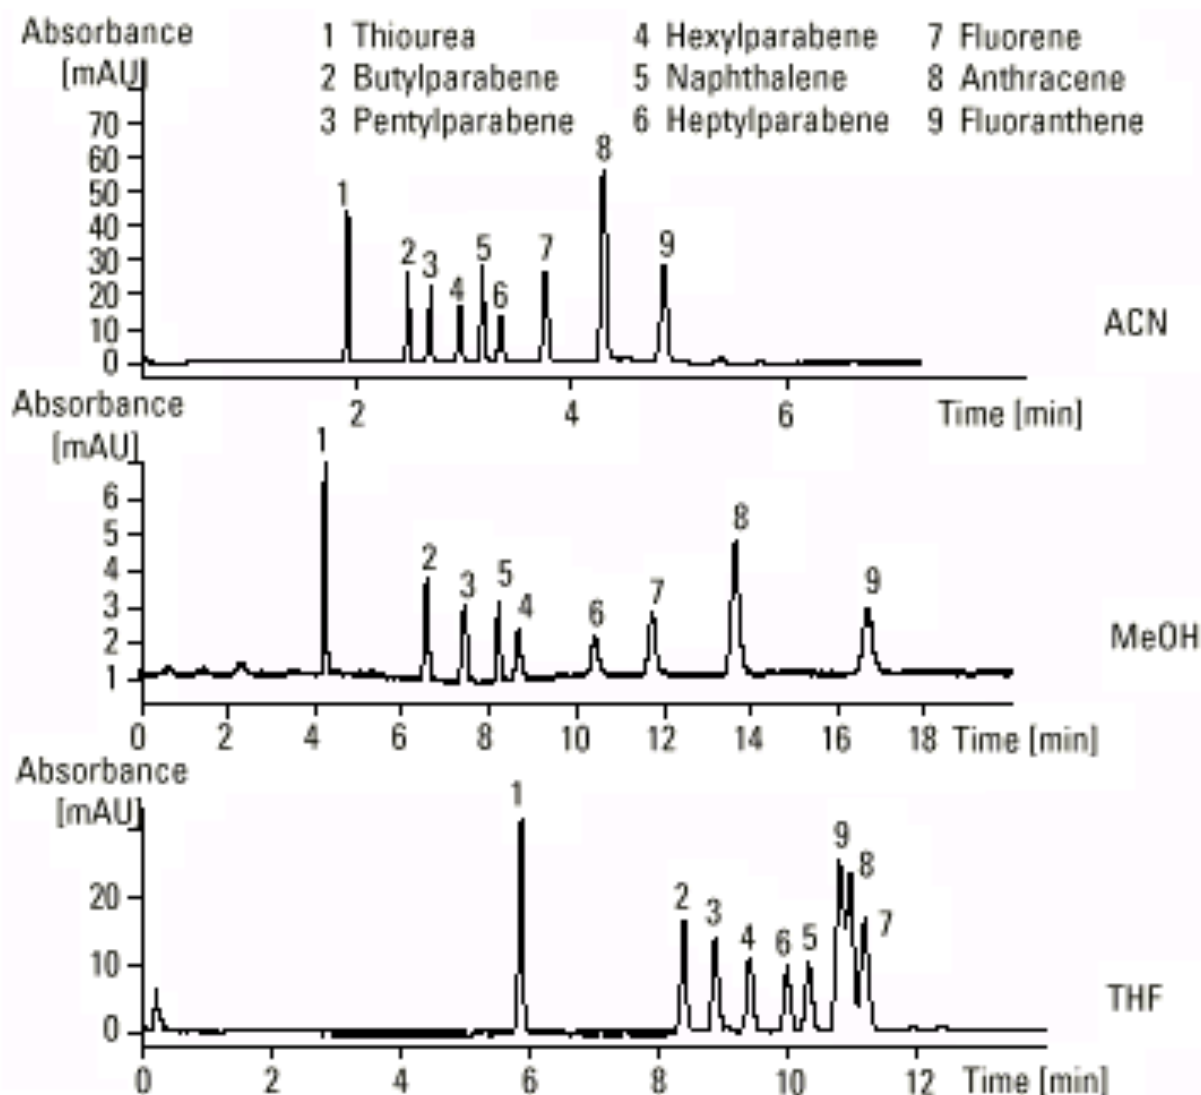 Absorbance
[mAU]
1 Thiourea
2 Butylparabene
3 Pentylparabene
4 Hexylparabene
5 Naphthalene
6 Heptylparabene
7 Fluorene
8 Anthracene
9 Fluoranthene
70
60
50
40
30
20
10
0
1
2
3
4
5
6
7
8
9
ACN
2 4 6 Time [min]
Absorbance
[mAU]
6
5
4
3
2
1
1
2
3
5
4
6
7
8
9
MeOH
0 2 4 6 8 10 12 14 16 18 Time [min]
Absorbance
[mAU]
20
10
0
1
2
3
4
6
5
9
8
7
THF
0 2 4 6 8 10 12 Time [min]